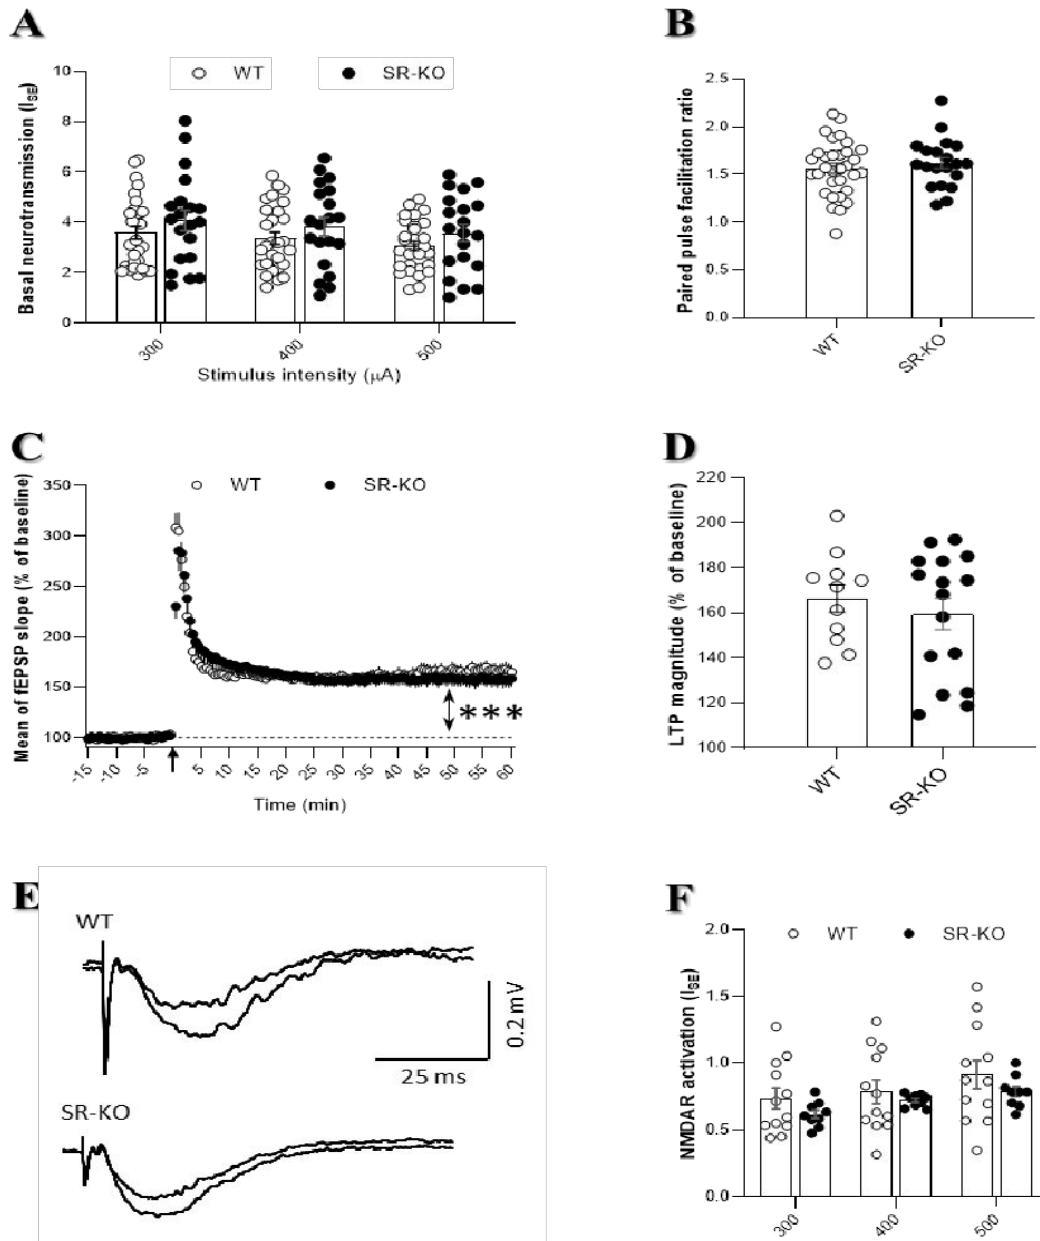 A
Basal neurotransmission (ISE)
10
8
6
4
2
0
WT
SR-KO
300
400
500
Stimulus intensity (µA)
B
Paired pulse facilitation ratio
2.5
2.0
1.5
1.0
0.5
0.0
WT
SR-KO
C
Mean of fEPSP slope (% of baseline)
350
300
250
200
150
100
WT
SR-KO
***
-15
-10
-5
5
10
15
20
25
30
35
40
45
50
55
60
Time (min)
D
LTP magnitude (% of baseline)
220
200
180
160
140
120
100
WT
SR-KO
E
WT
0.2 mV
25 ms
SR-KO
F
NMDAR activation (ISE)
2.0
1.5
1.0
0.5
0.0
WT
SR-KO
300
400
500